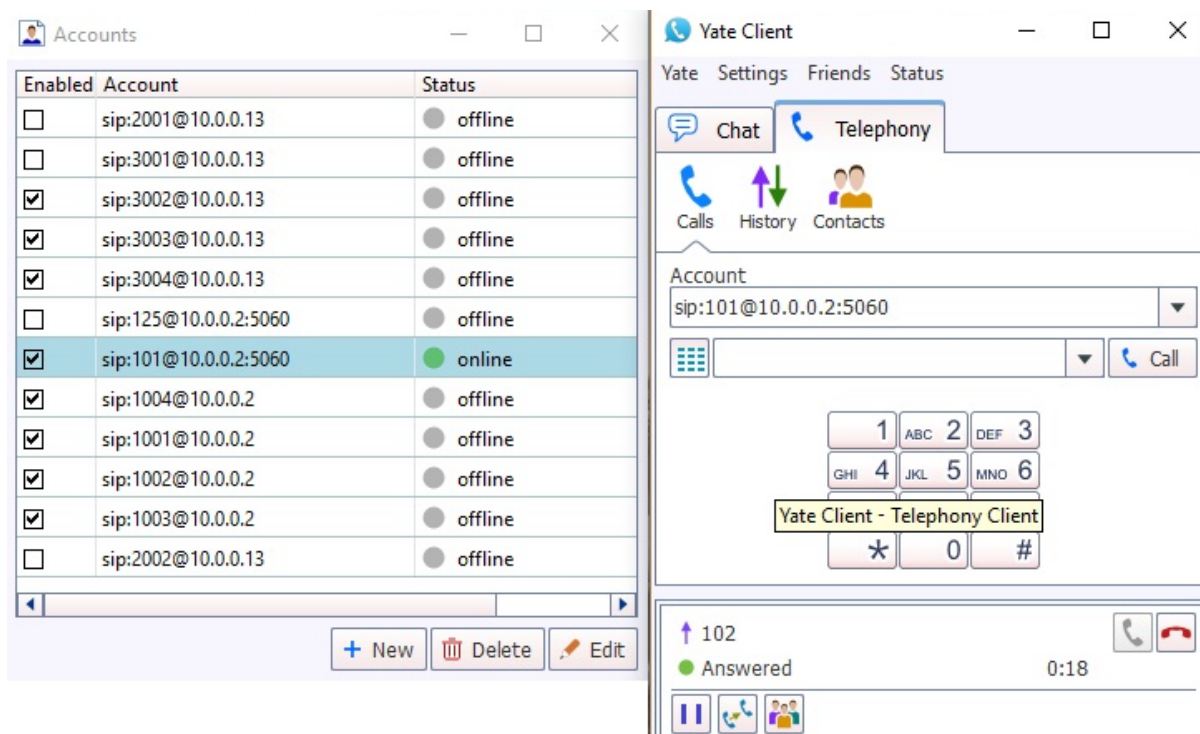 Accounts
Enabled Account Status
sip:2001@10.0.0.13 offline
sip:3001@10.0.0.13 offline
sip:3002@10.0.0.13 offline
sip:3003@10.0.0.13 offline
sip:3004@10.0.0.13 offline
sip:125@10.0.0.2:5060 offline
sip:101@10.0.0.2:5060 online
sip:1004@10.0.0.2 offline
sip:1001@10.0.0.2 offline
sip:1002@10.0.0.2 offline
sip:1003@10.0.0.2 offline
sip:2002@10.0.0.13 offline
New Delete Edit
Yate Client
Yate Settings Friends Status
Chat Telephony
Calls History Contacts
Account
sip:101@10.0.0.2:5060
Call
1 ABC 2 DEF 3
GHI 4 JKL 5 MNO 6
Yate Client - Telephony Client
* 0 #
102
Answered 0:18